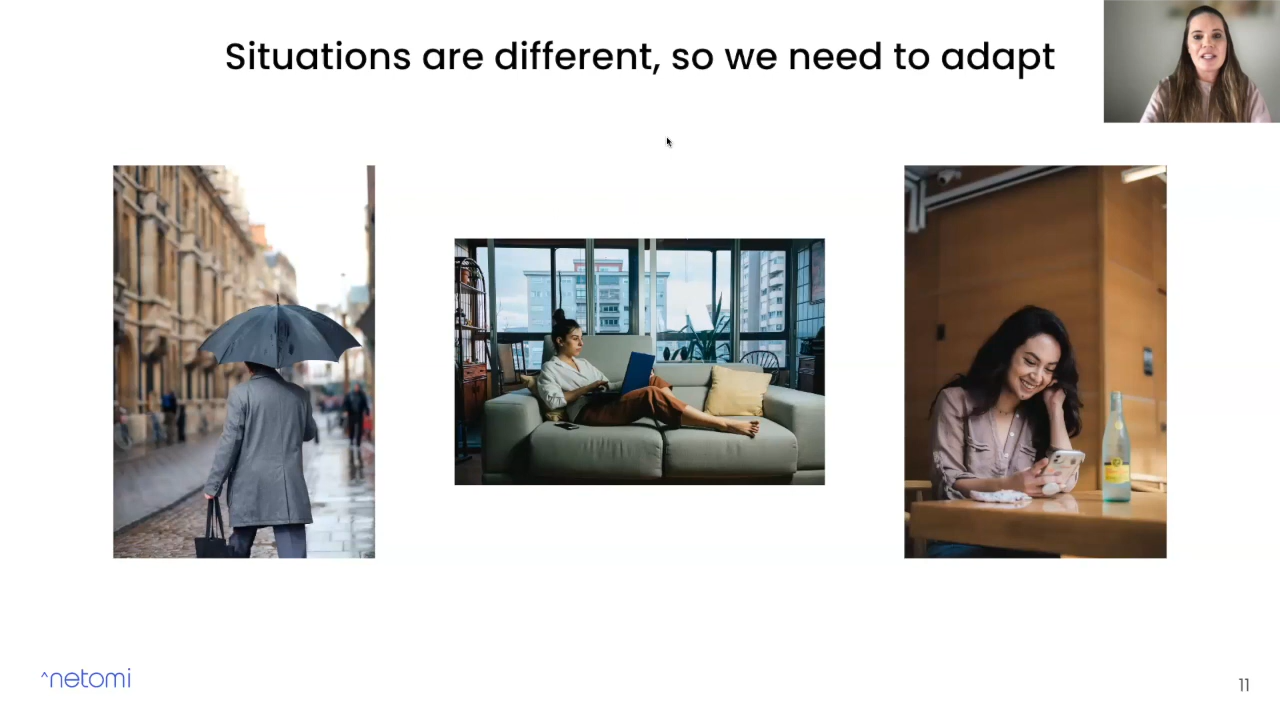 Situations are different, so we need to adapt
^netomi
11